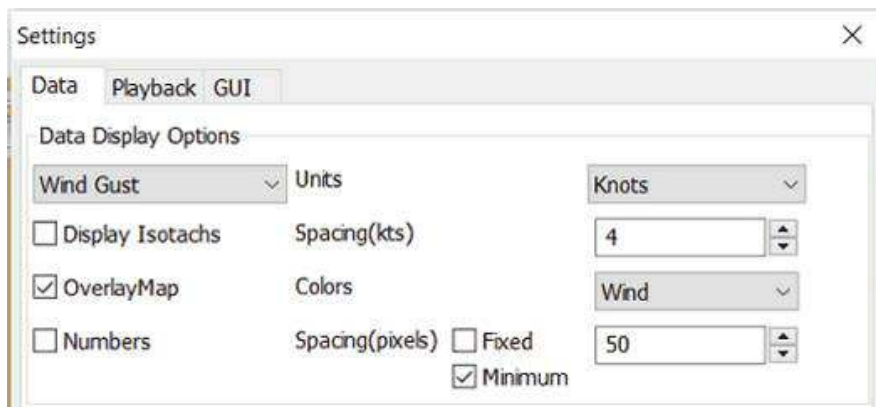 Settings
Data Playback GUI
Data Display Options
Wind Gust Units Knots
Display Isotachs Spacing(kts) 4
OverlayMap Colors Wind
Numbers Spacing(pixels) Fixed 50
Minimum